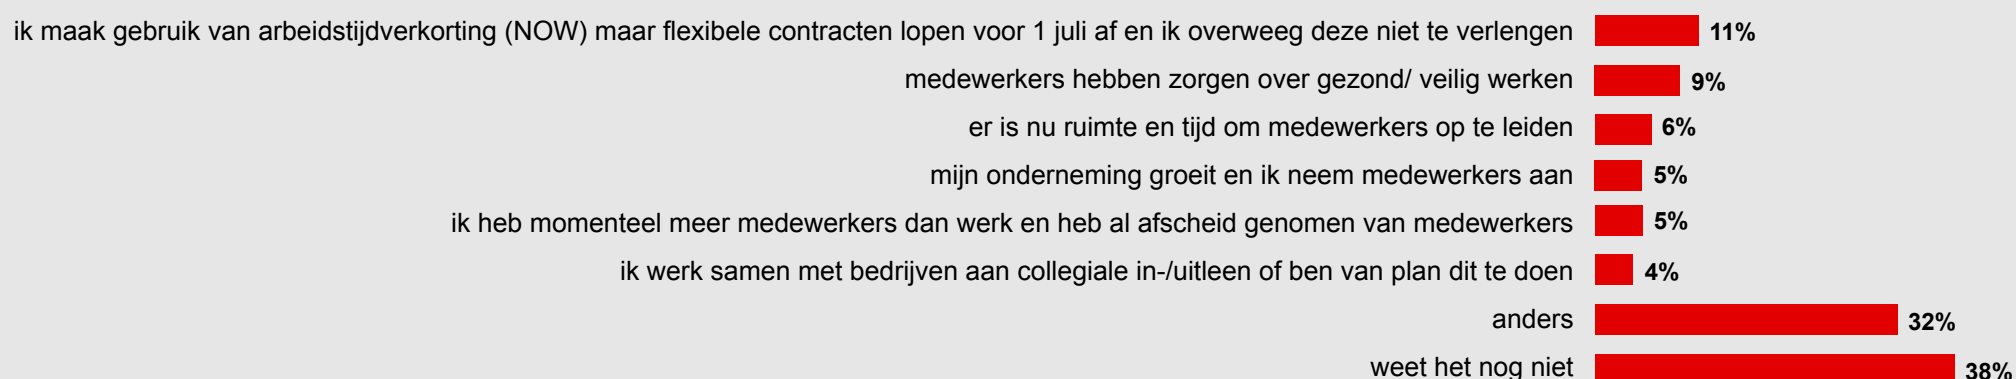 ik maak gebruik van arbeidstijdverkorting (NOW) maar flexibele contracten lopen voor 1 juli af en ik overweeg deze niet te verlengen 11%
medewerkers hebben zorgen over gezond/ veilig werken 9%
er is nu ruimte en tijd om medewerkers op te leiden 6%
mijn onderneming groeit en ik neem medewerkers aan 5%
ik heb momenteel meer medewerkers dan werk en heb al afscheid genomen van medewerkers 5%
ik werk samen met bedrijven aan collegiale in-/uitleen of ben van plan dit te doen 4%
anders 32%
weet het nog niet 38%